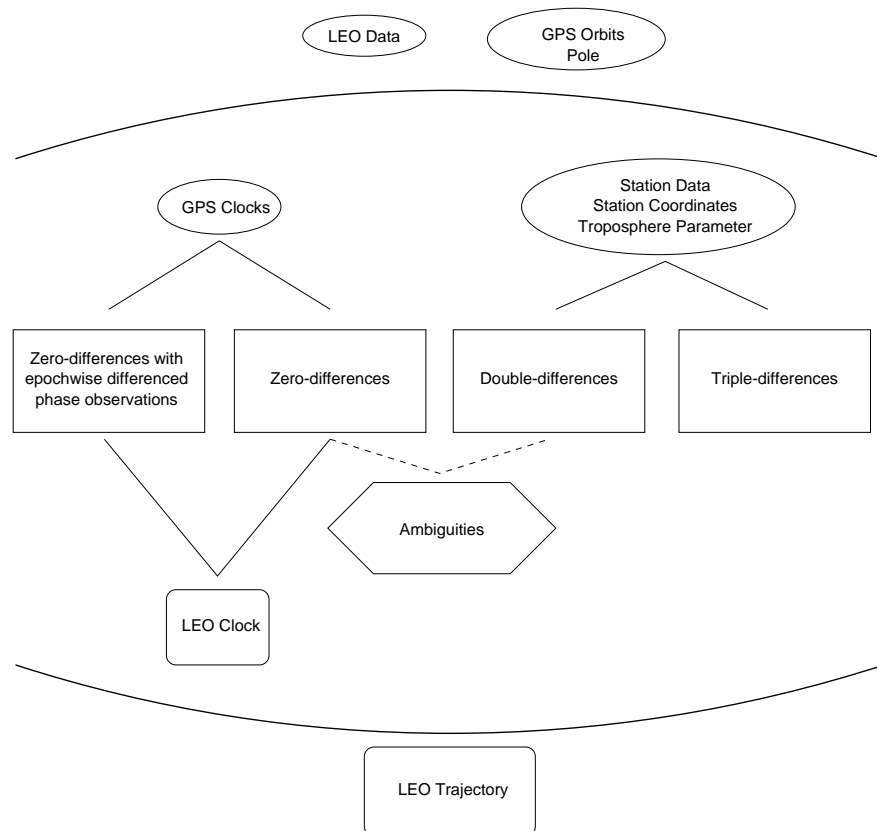 LEO Data
GPS Orbits
Pole
GPS Clocks
Station Data
Station Coordinates
Troposphere Parameter
Zero-differences with
epochwise differenced
phase observations
Zero-differences
Double-differences
Triple-differences
Ambiguities
LEO Clock
LEO Trajectory